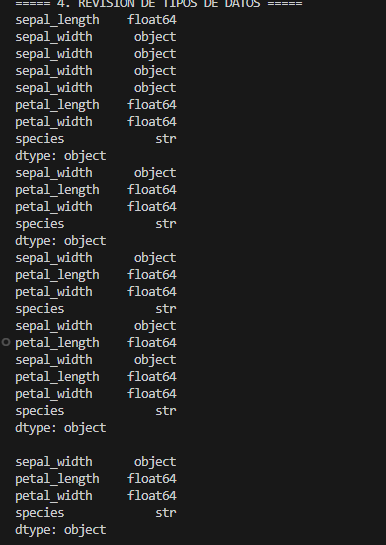 ===== 4. REVISION DE TIPOS DE DATOS =====
sepal_length    float64
sepal_width      object
sepal_width      object
sepal_width      object
sepal_width      object
petal_length    float64
petal_width     float64
species             str
dtype: object
sepal_width      object
petal_length    float64
petal_width     float64
species             str
dtype: object
sepal_width      object
petal_length    float64
petal_width     float64
species             str
sepal_width      object
petal_length    float64
sepal_width      object
petal_length    float64
petal_width     float64
species             str
dtype: object

sepal_width      object
petal_length    float64
petal_width     float64
species             str
dtype: object